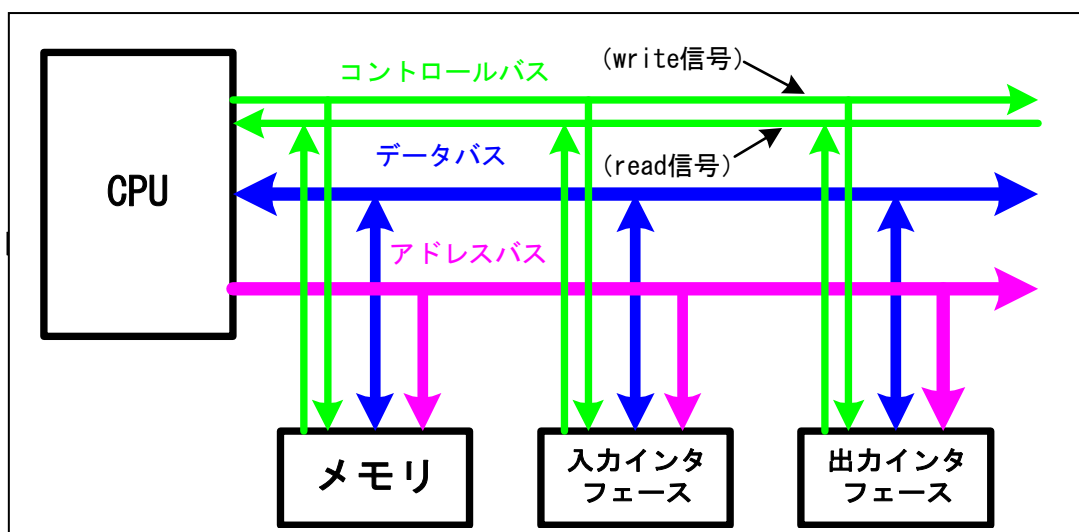 コントロールバス
(write信号)
データバス
(read信号)
CPU
アドレスバス
メモリ
入力インタ
フェース
出力インタ
フェース